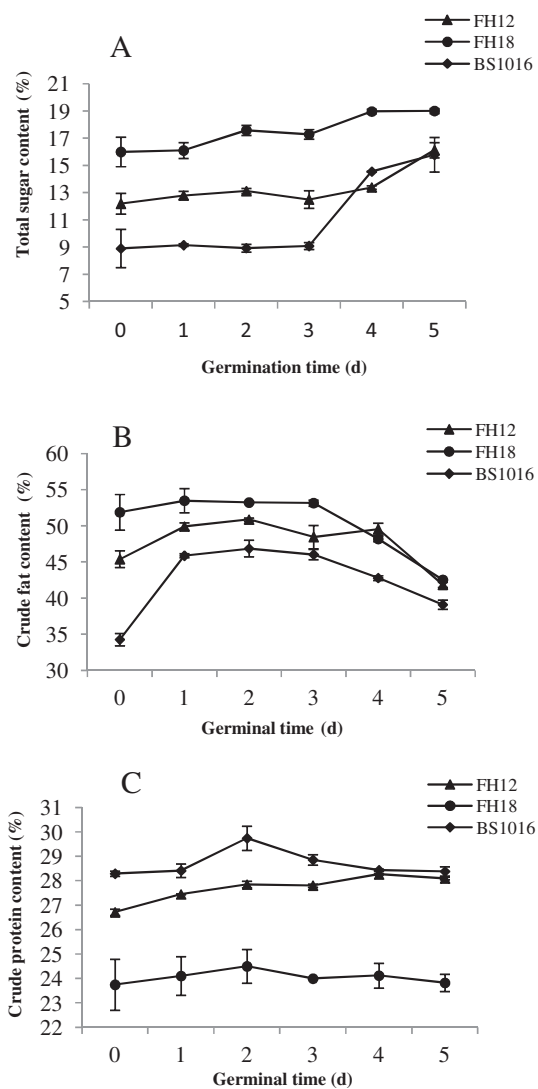 A
FH12
FH18
BS1016
Total sugar content (%)
21
19
17
15
13
11
9
7
5
0 1 2 3 4 5
Germination time (d)
B
FH12
FH18
BS1016
Crude fat content (%)
60
55
50
45
40
35
30
0 1 2 3 4 5
Germinal time (d)
C
FH12
FH18
BS1016
Crude protein content (%)
31
30
29
28
27
26
25
24
23
22
0 1 2 3 4 5
Germinal time (d)